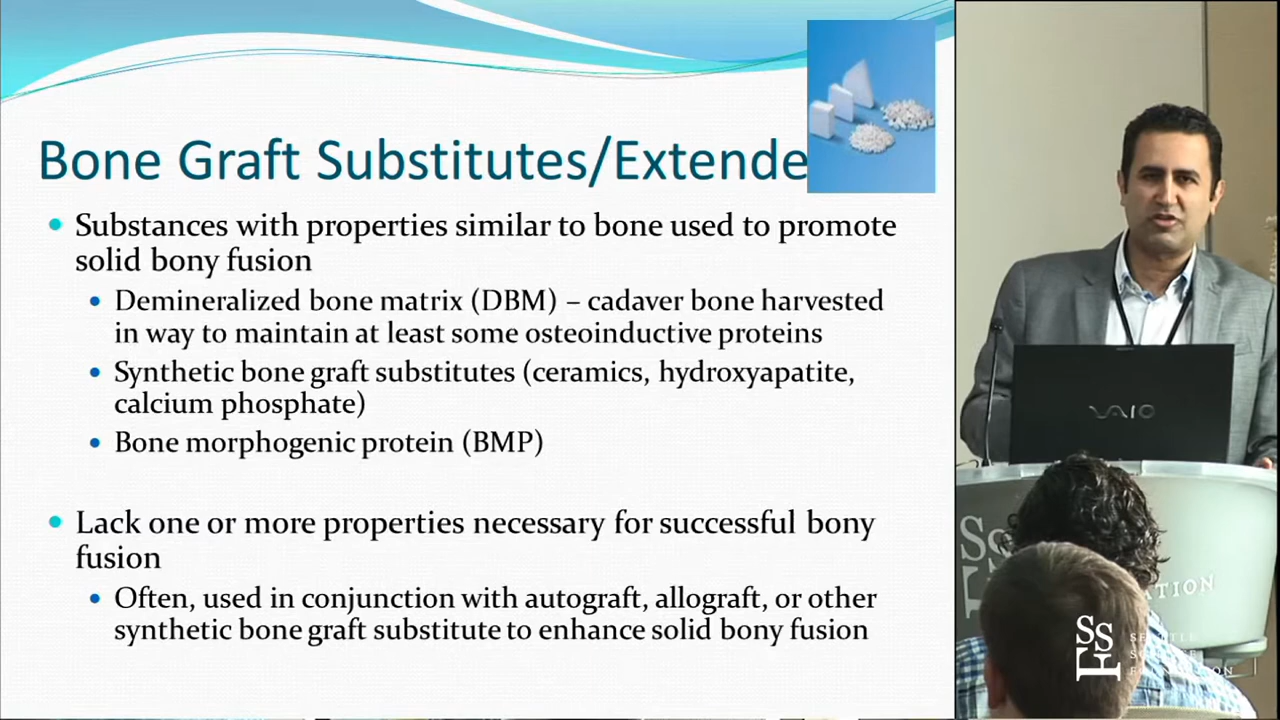 Bone Graft Substitutes/Extende
Substances with properties similar to bone used to promote
solid bony fusion
Demineralized bone matrix (DBM) – cadaver bone harvested
in way to maintain at least some osteoinductive proteins
Synthetic bone graft substitutes (ceramics, hydroxyapatite,
calcium phosphate)
Bone morphogenic protein (BMP)
Lack one or more properties necessary for successful bony
fusion
Often, used in conjunction with autograft, allograft, or other
synthetic bone graft substitute to enhance solid bony fusion
VAIO
SSF